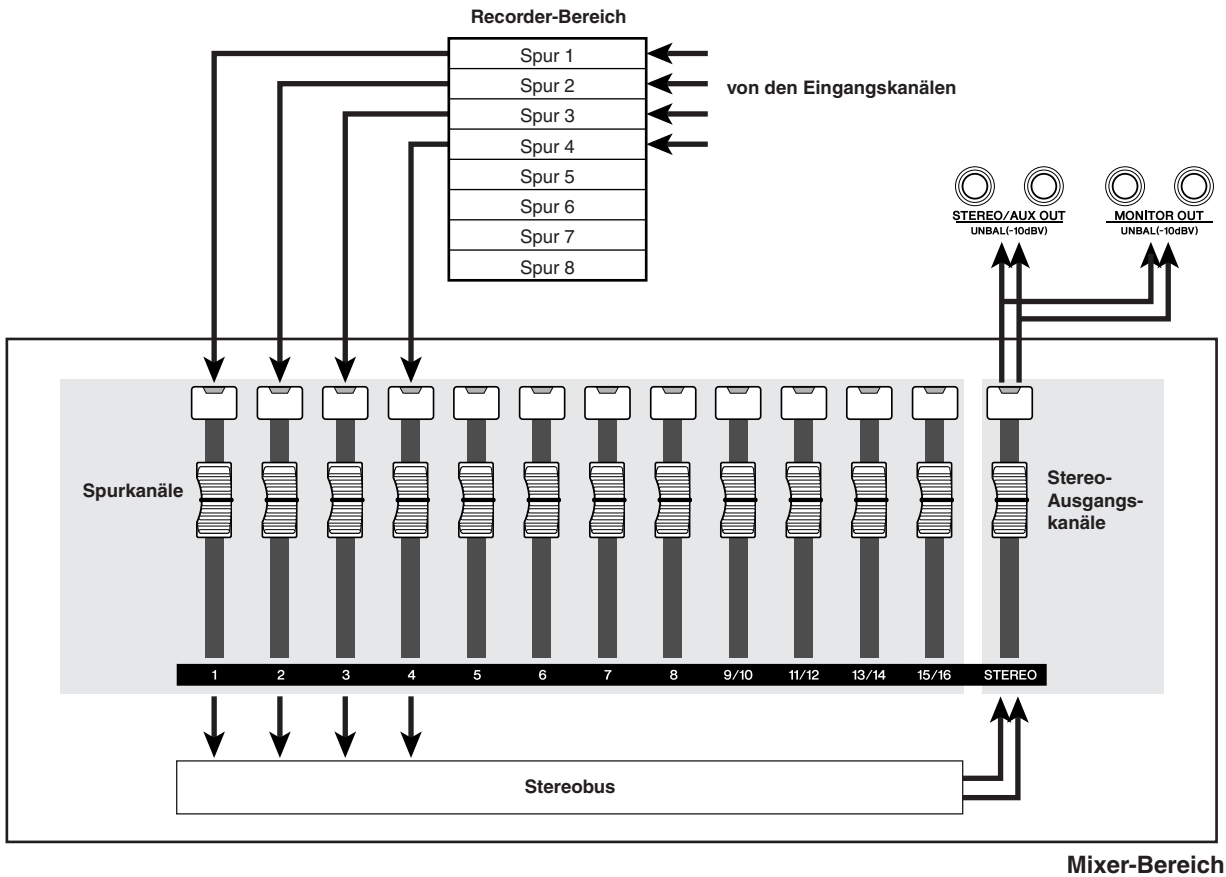 Recorder-Bereich
Spur 1
Spur 2
von den Eingangskanälen
Spur 3
Spur 4
Spur 5
Spur 6
Spur 7
Spur 8
STEREO/AUX OUT
UNBAL(-10dBV)
MONITOR OUT
UNBAL(-10dBV)
Spurkanäle
Stereo-
Ausgangs-
kanäle
1 2 3 4 5 6 7 8 9/10 11/12 13/14 15/16 STEREO
Stereobus
Mixer-Bereich